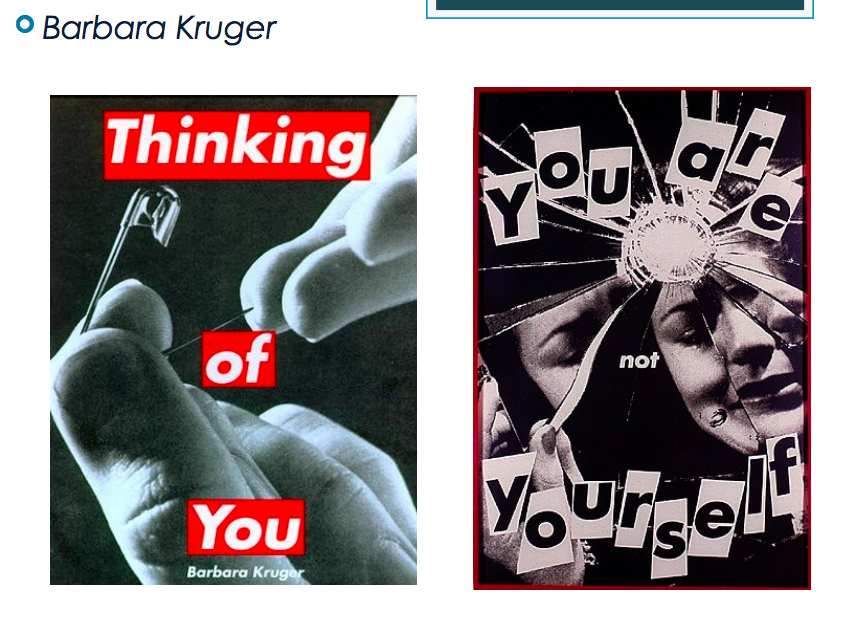 Barbara Kruger
Thinking
of
You
Barbara Kruger
You are
not
yourself